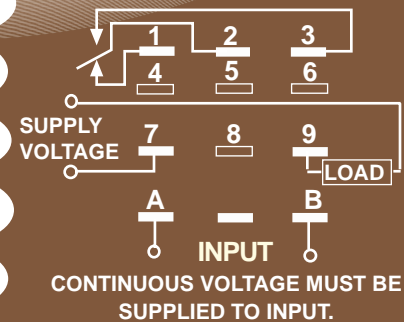 1 2 3
4 5 6
SUPPLY
VOLTAGE
7 8 9
LOAD
A B
INPUT
CONTINUOUS VOLTAGE MUST BE
SUPPLIED TO INPUT.